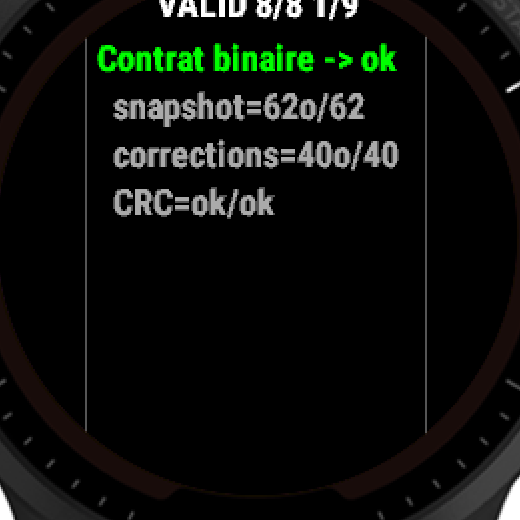 VALID 8/8 1/9
Contrat binaire -> ok
snapshot=62o/62
corrections=40o/40
CRC=ok/ok